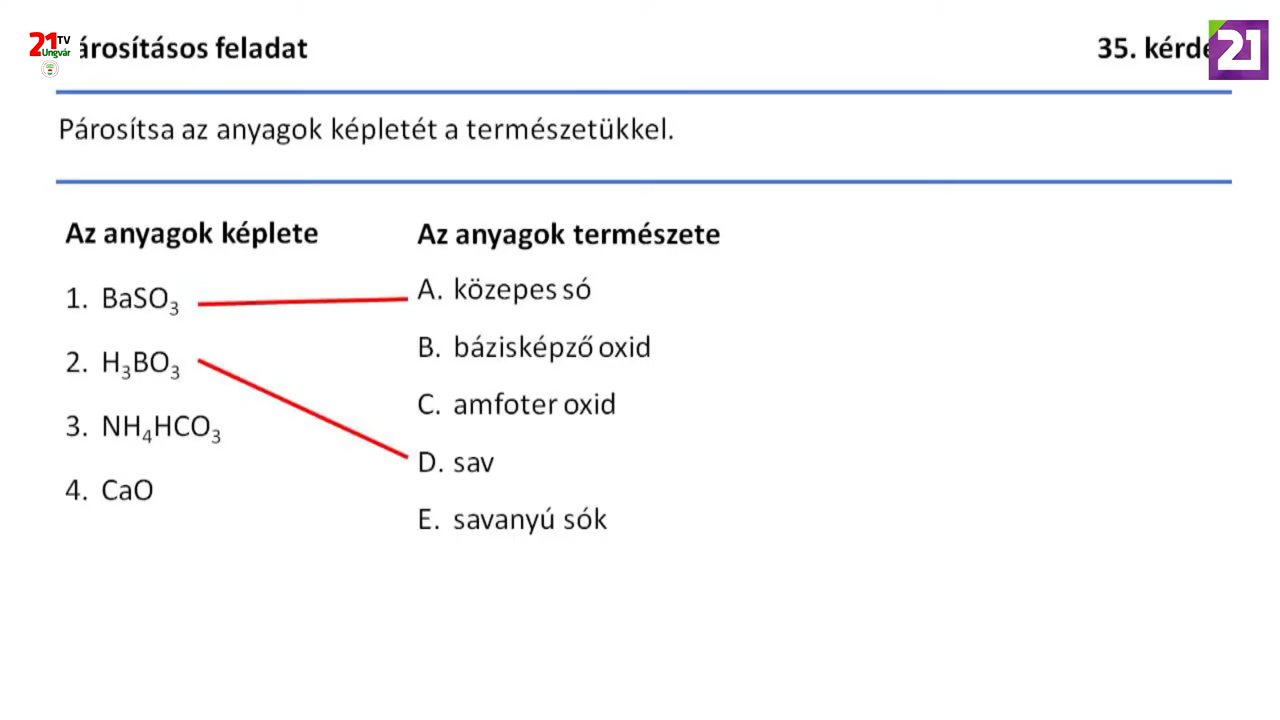 21 TV
Ungvár
árosításos feladat
35. kérdé
21
Párosítsa az anyagok képletét a természetükkel.
Az anyagok képlete
1. BaSO₃
2. H₃BO₃
3. NH₄HCO₃
4. CaO
Az anyagok természete
A. közepes só
B. bázisképző oxid
C. amfoter oxid
D. sav
E. savanyú sók